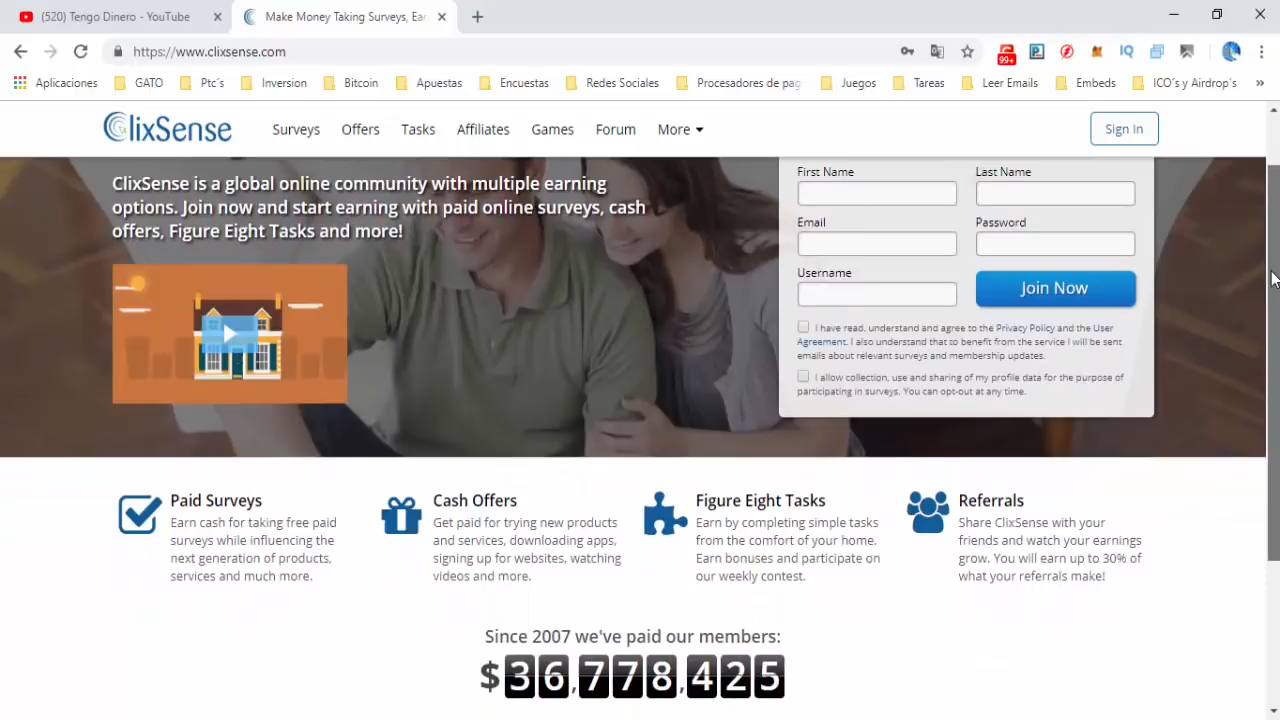 (520) Tengo Dinero - YouTube
Make Money Taking Surveys, Ear
https://www.clixsense.com
99+
IQ
Aplicaciones GATO Ptc´s Inversion Bitcoin Apuestas Encuestas Redes Sociales Procesadores de pag Juegos Tareas Leer Emails Embeds ICO´s y Airdrop´s »
ClixSense Surveys Offers Tasks Affiliates Games Forum More Sign In
ClixSense is a global online community with multiple earning
options. Join now and start earning with paid online surveys, cash
offers, Figure Eight Tasks and more!
First Name Last Name
Email Password
Username
Join Now
I have read, understand and agree to the Privacy Policy and the User
Agreement. I also understand that to benefit from the service I will be sent
emails about relevant surveys and membership updates.
I allow collection, use and sharing of my profile data for the purpose of
participating in surveys. You can opt-out at any time.
Paid Surveys
Earn cash for taking free paid
surveys while influencing the
next generation of products,
services and much more.
Cash Offers
Get paid for trying new products
and services, downloading apps,
signing up for websites, watching
videos and more.
Figure Eight Tasks
Earn by completing simple tasks
from the comfort of your home.
Earn bonuses and participate on
our weekly contest.
Referrals
Share ClixSense with your
friends and watch your earnings
grow. You will earn up to 30% of
what your referrals make!
Since 2007 we've paid our members:
$36,778,425